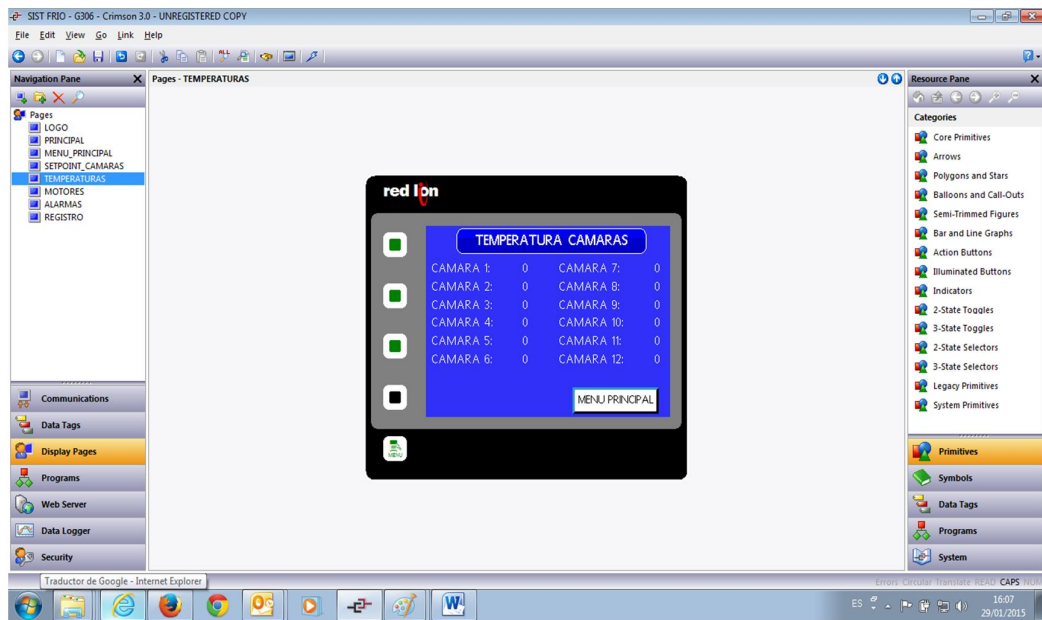 SIST FRIO - G306 - Crimson 3.0 - UNREGISTERED COPY
File Edit View Go Link Help
Navigation Pane X
Pages - TEMPERATURAS
Resource Pane X
Pages
LOGO
PRINCIPAL
MENU_PRINCIPAL
SETPOINT_CAMARAS
TEMPERATURAS
MOTORES
ALARMAS
REGISTRO
Communications
Data Tags
Display Pages
Programs
Web Server
Data Logger
Security
red lion
TEMPERATURA CAMARAS
CAMARA 1: 0 CAMARA 7: 0
CAMARA 2: 0 CAMARA 8: 0
CAMARA 3: 0 CAMARA 9: 0
CAMARA 4: 0 CAMARA 10: 0
CAMARA 5: 0 CAMARA 11: 0
CAMARA 6: 0 CAMARA 12: 0
MENU PRINCIPAL
MENU
Categories
Core Primitives
Arrows
Polygons and Stars
Balloons and Call-Outs
Semi-Trimmed Figures
Bar and Line Graphs
Action Buttons
Illuminated Buttons
Indicators
2-State Toggles
3-State Toggles
2-State Selectors
3-State Selectors
Legacy Primitives
System Primitives
Primitives
Symbols
Data Tags
Programs
System
Traductor de Google - Internet Explorer
Errors Circular Translate READ CAPS NUM
ES 16:07
29/01/2015